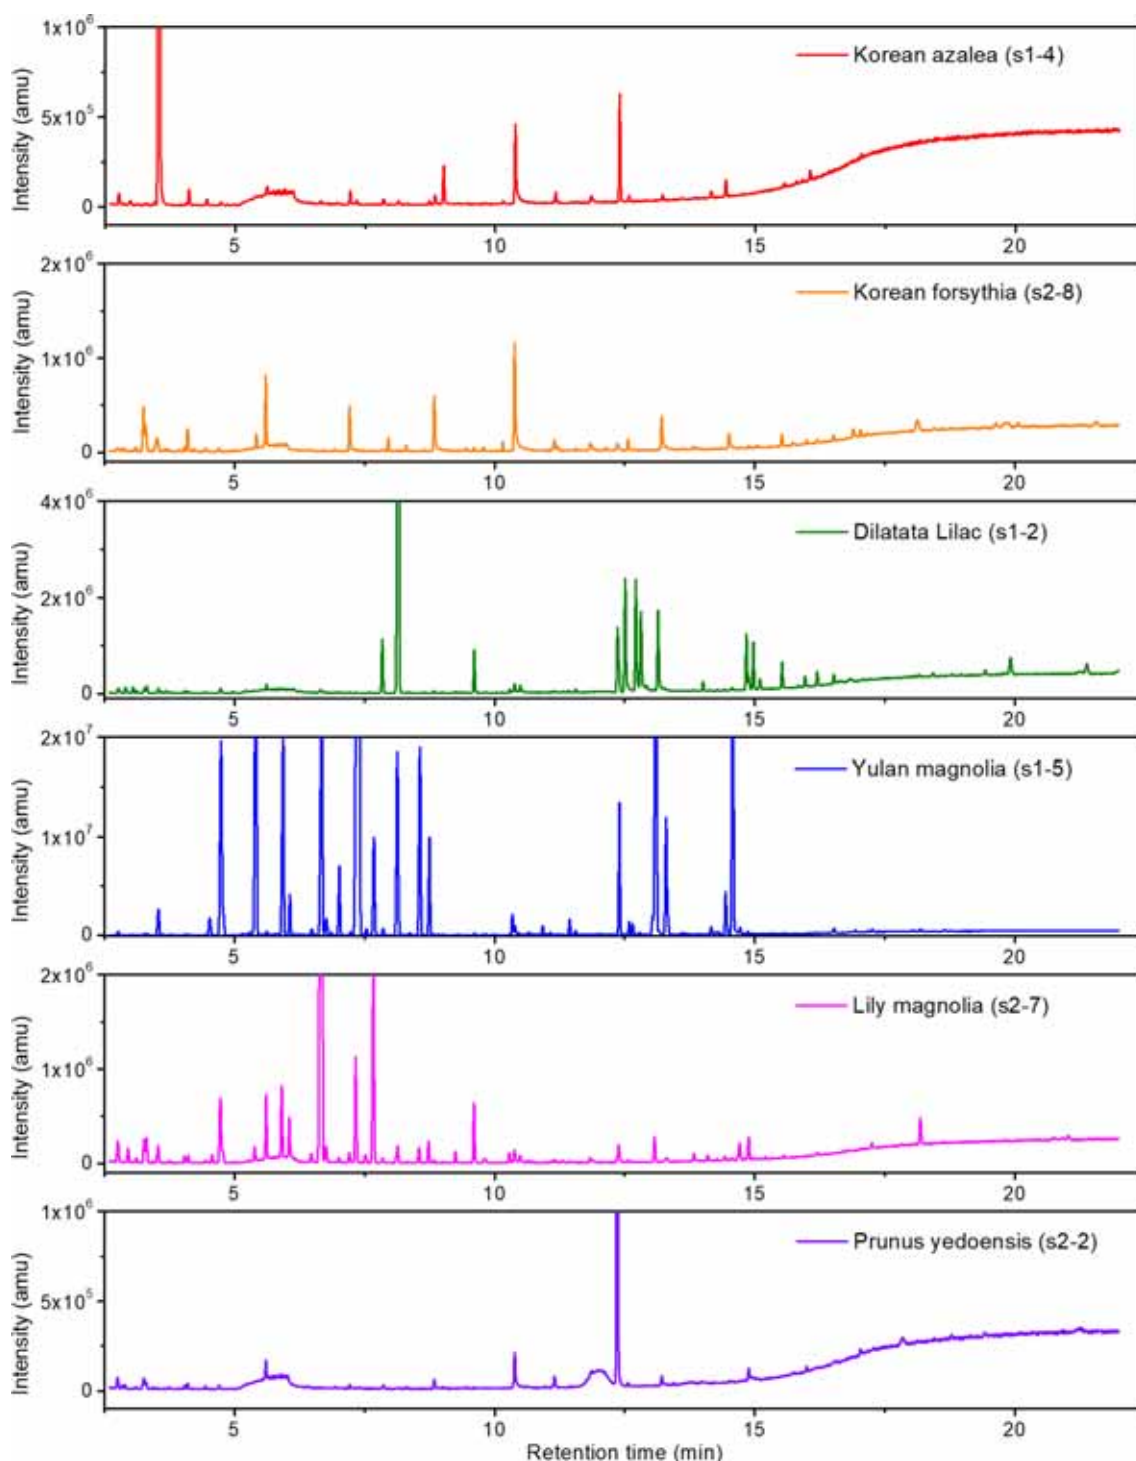 1x10⁶
5x10⁵
0
Intensity (amu)
Korean azalea (s1-4)
5 10 15 20
2x10⁶
1x10⁶
0
Intensity (amu)
Korean forsythia (s2-8)
5 10 15 20
4x10⁶
2x10⁶
0
Intensity (amu)
Dilatata Lilac (s1-2)
5 10 15 20
2x10⁷
1x10⁷
0
Intensity (amu)
Yulan magnolia (s1-5)
5 10 15 20
2x10⁶
1x10⁶
0
Intensity (amu)
Lily magnolia (s2-7)
5 10 15 20
1x10⁶
5x10⁵
0
Intensity (amu)
Prunus yedoensis (s2-2)
5 10 15 20
Retention time (min)